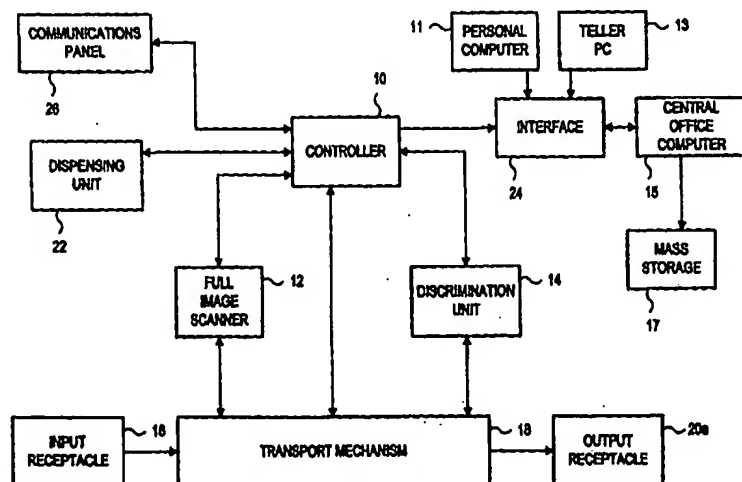 COMMUNICATIONS
PANEL
26
11
PERSONAL
COMPUTER
TELLER
PC
13
10
CONTROLLER
INTERFACE
24
CENTRAL
OFFICE
COMPUTER
15
DISPENSING
UNIT
22
FULL
IMAGE
SCANNER
12
DISCRIMINATION
UNIT
14
MASS
STORAGE
17
INPUT
RECEPTACLE
16
TRANSPORT MECHANISM
18
OUTPUT
RECEPTACLE
20a